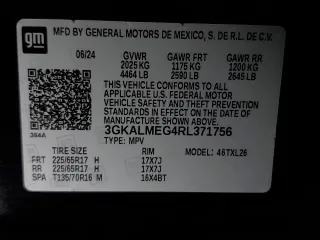 gm
MFD BY GENERAL MOTORS DE MEXICO, S. DE R.L. DE C.V.
06/24 GVWR GAWR FRT GAWR RR
2025 KG 1175 KG 1200 KG
4464 LB 2590 LB 2645 LB
THIS VEHICLE CONFORMS TO ALL APPLICABLE
U.S. FEDERAL MOTOR VEHICLE SAFETY, BUMPER,
AND THEFT PREVENTION STANDARDS IN EFFECT
ON THE DATE OF MANUFACTURE SHOWN ABOVE.
384A
3GKALMEG4RL371756
TYPE: MPV MODEL: 46TXL26
TIRE SIZE RIM
FRT 225/65R17 H 17X7J
RR 225/65R17 H 17X7J
SPA T135/70R16 M 16X4BT